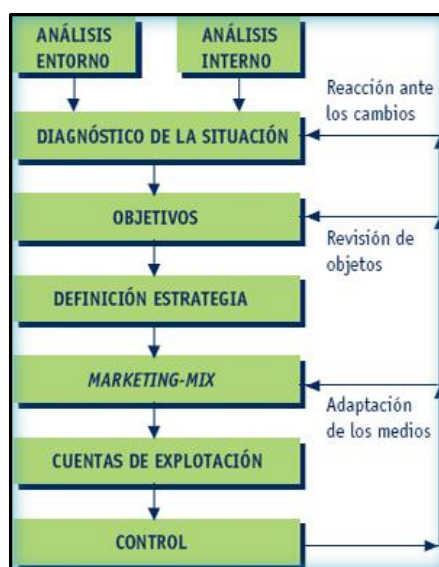 ANÁLISIS
ENTORNO
ANÁLISIS
INTERNO
Reacción ante
los cambios
DIAGNÓSTICO DE LA SITUACIÓN
OBJETIVOS
Revisión de
objetos
DEFINICIÓN ESTRATEGIA
MARKETING-MIX
Adaptación
de los medios
CUENTAS DE EXPLOTACIÓN
CONTROL